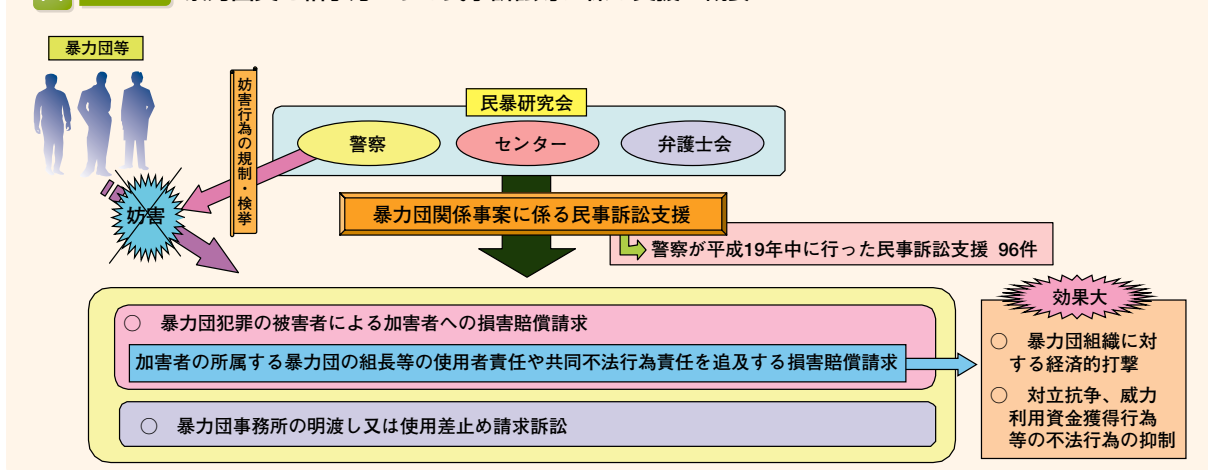 暴力団等
妨害行為の規制・検挙
妨害
民暴研究会
警察
センター
弁護士会
暴力団関係事案に係る民事訴訟支援
警察が平成19年中に行った民事訴訟支援 96件
○ 暴力団犯罪の被害者による加害者への損害賠償請求
加害者の所属する暴力団の組長等の使用者責任や共同不法行為責任を追及する損害賠償請求
○ 暴力団事務所の明渡し又は使用差止め請求訴訟
効果大
○ 暴力団組織に対
する経済的打撃
○ 対立抗争、威力
利用資金獲得行為
等の不法行為の抑制